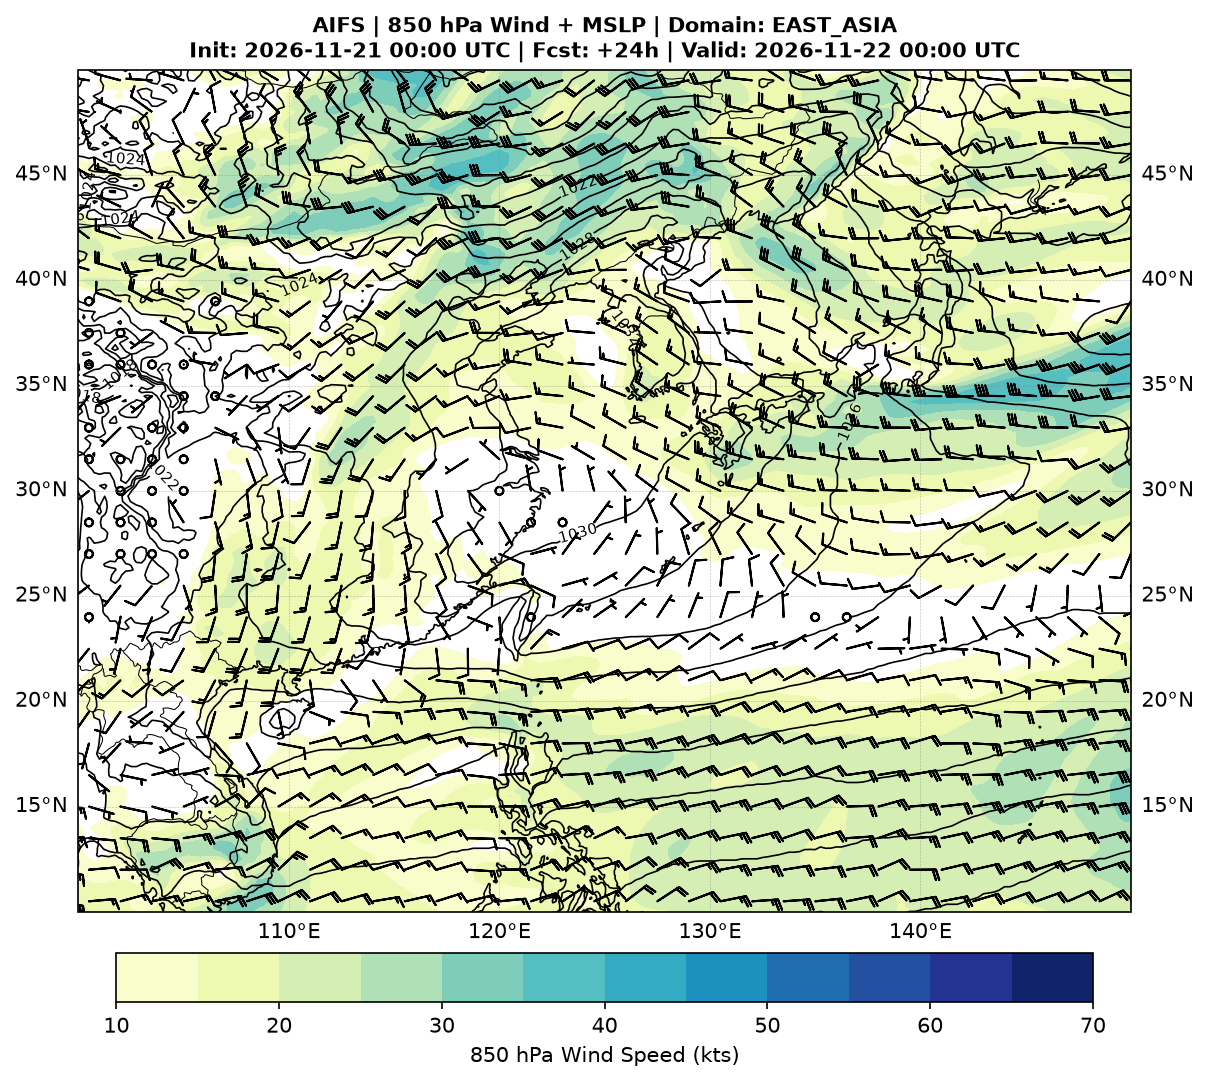 AIFS | 850 hPa Wind + MSLP | Domain: EAST_ASIA
Init: 2026-11-21 00:00 UTC | Fcst: +24h | Valid: 2026-11-22 00:00 UTC
1024
1024
1022
1028
1024
1026
1030
45°N
45°N
40°N
40°N
35°N
35°N
30°N
30°N
25°N
25°N
20°N
20°N
15°N
15°N
110°E
120°E
130°E
140°E
10
20
30
40
50
60
70
850 hPa Wind Speed (kts)